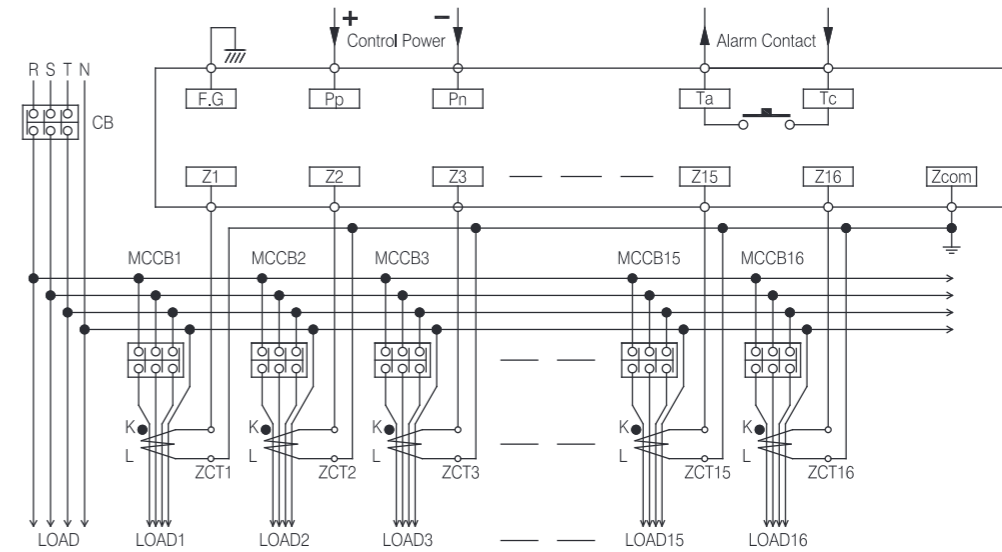 + −
Control Power
Alarm Contact
R S T N
F.G Pp Pn Ta Tc
CB
Z1 Z2 Z3 Z15 Z16 Zcom
MCCB1 MCCB2 MCCB3 MCCB15 MCCB16
K K K K K
L L L L L
ZCT1 ZCT2 ZCT3 ZCT15 ZCT16
LOAD LOAD1 LOAD2 LOAD3 LOAD15 LOAD16